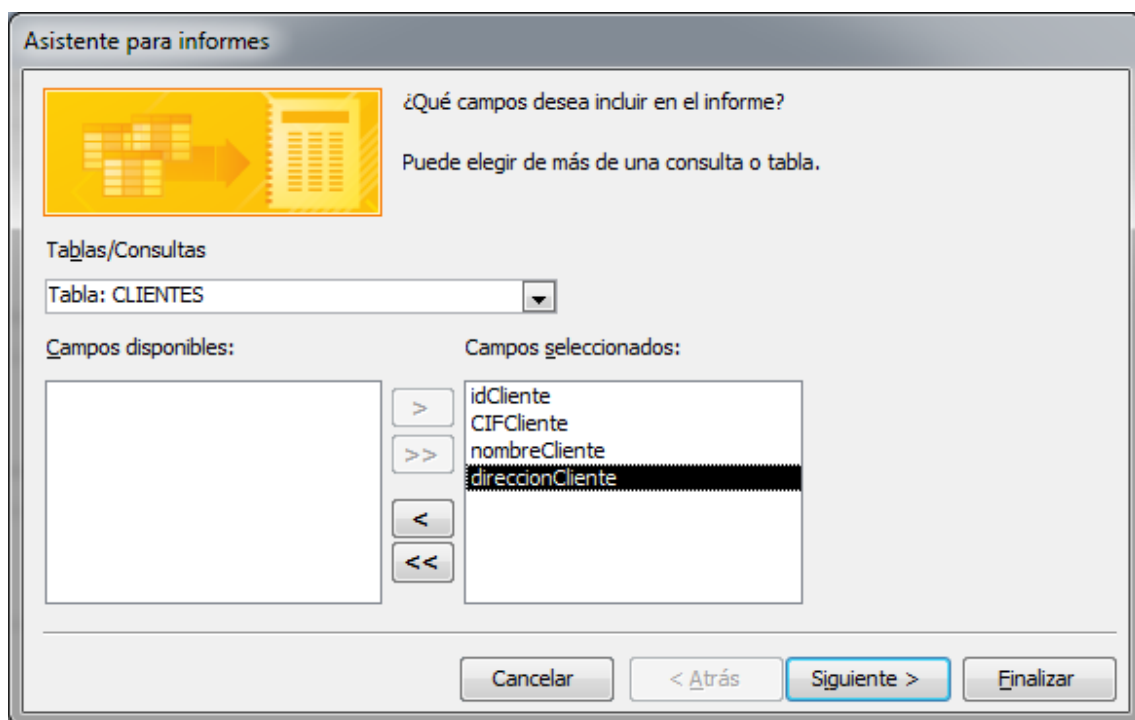 Asistente para informes
¿Qué campos desea incluir en el informe?
Puede elegir de más de una consulta o tabla.
Tablas/Consultas
Tabla: CLIENTES
Campos disponibles:
Campos seleccionados:
>
>>
<
<<
idCliente
CIFCliente
nombreCliente
direccionCliente
Cancelar
< Atrás
Siguiente >
Finalizar